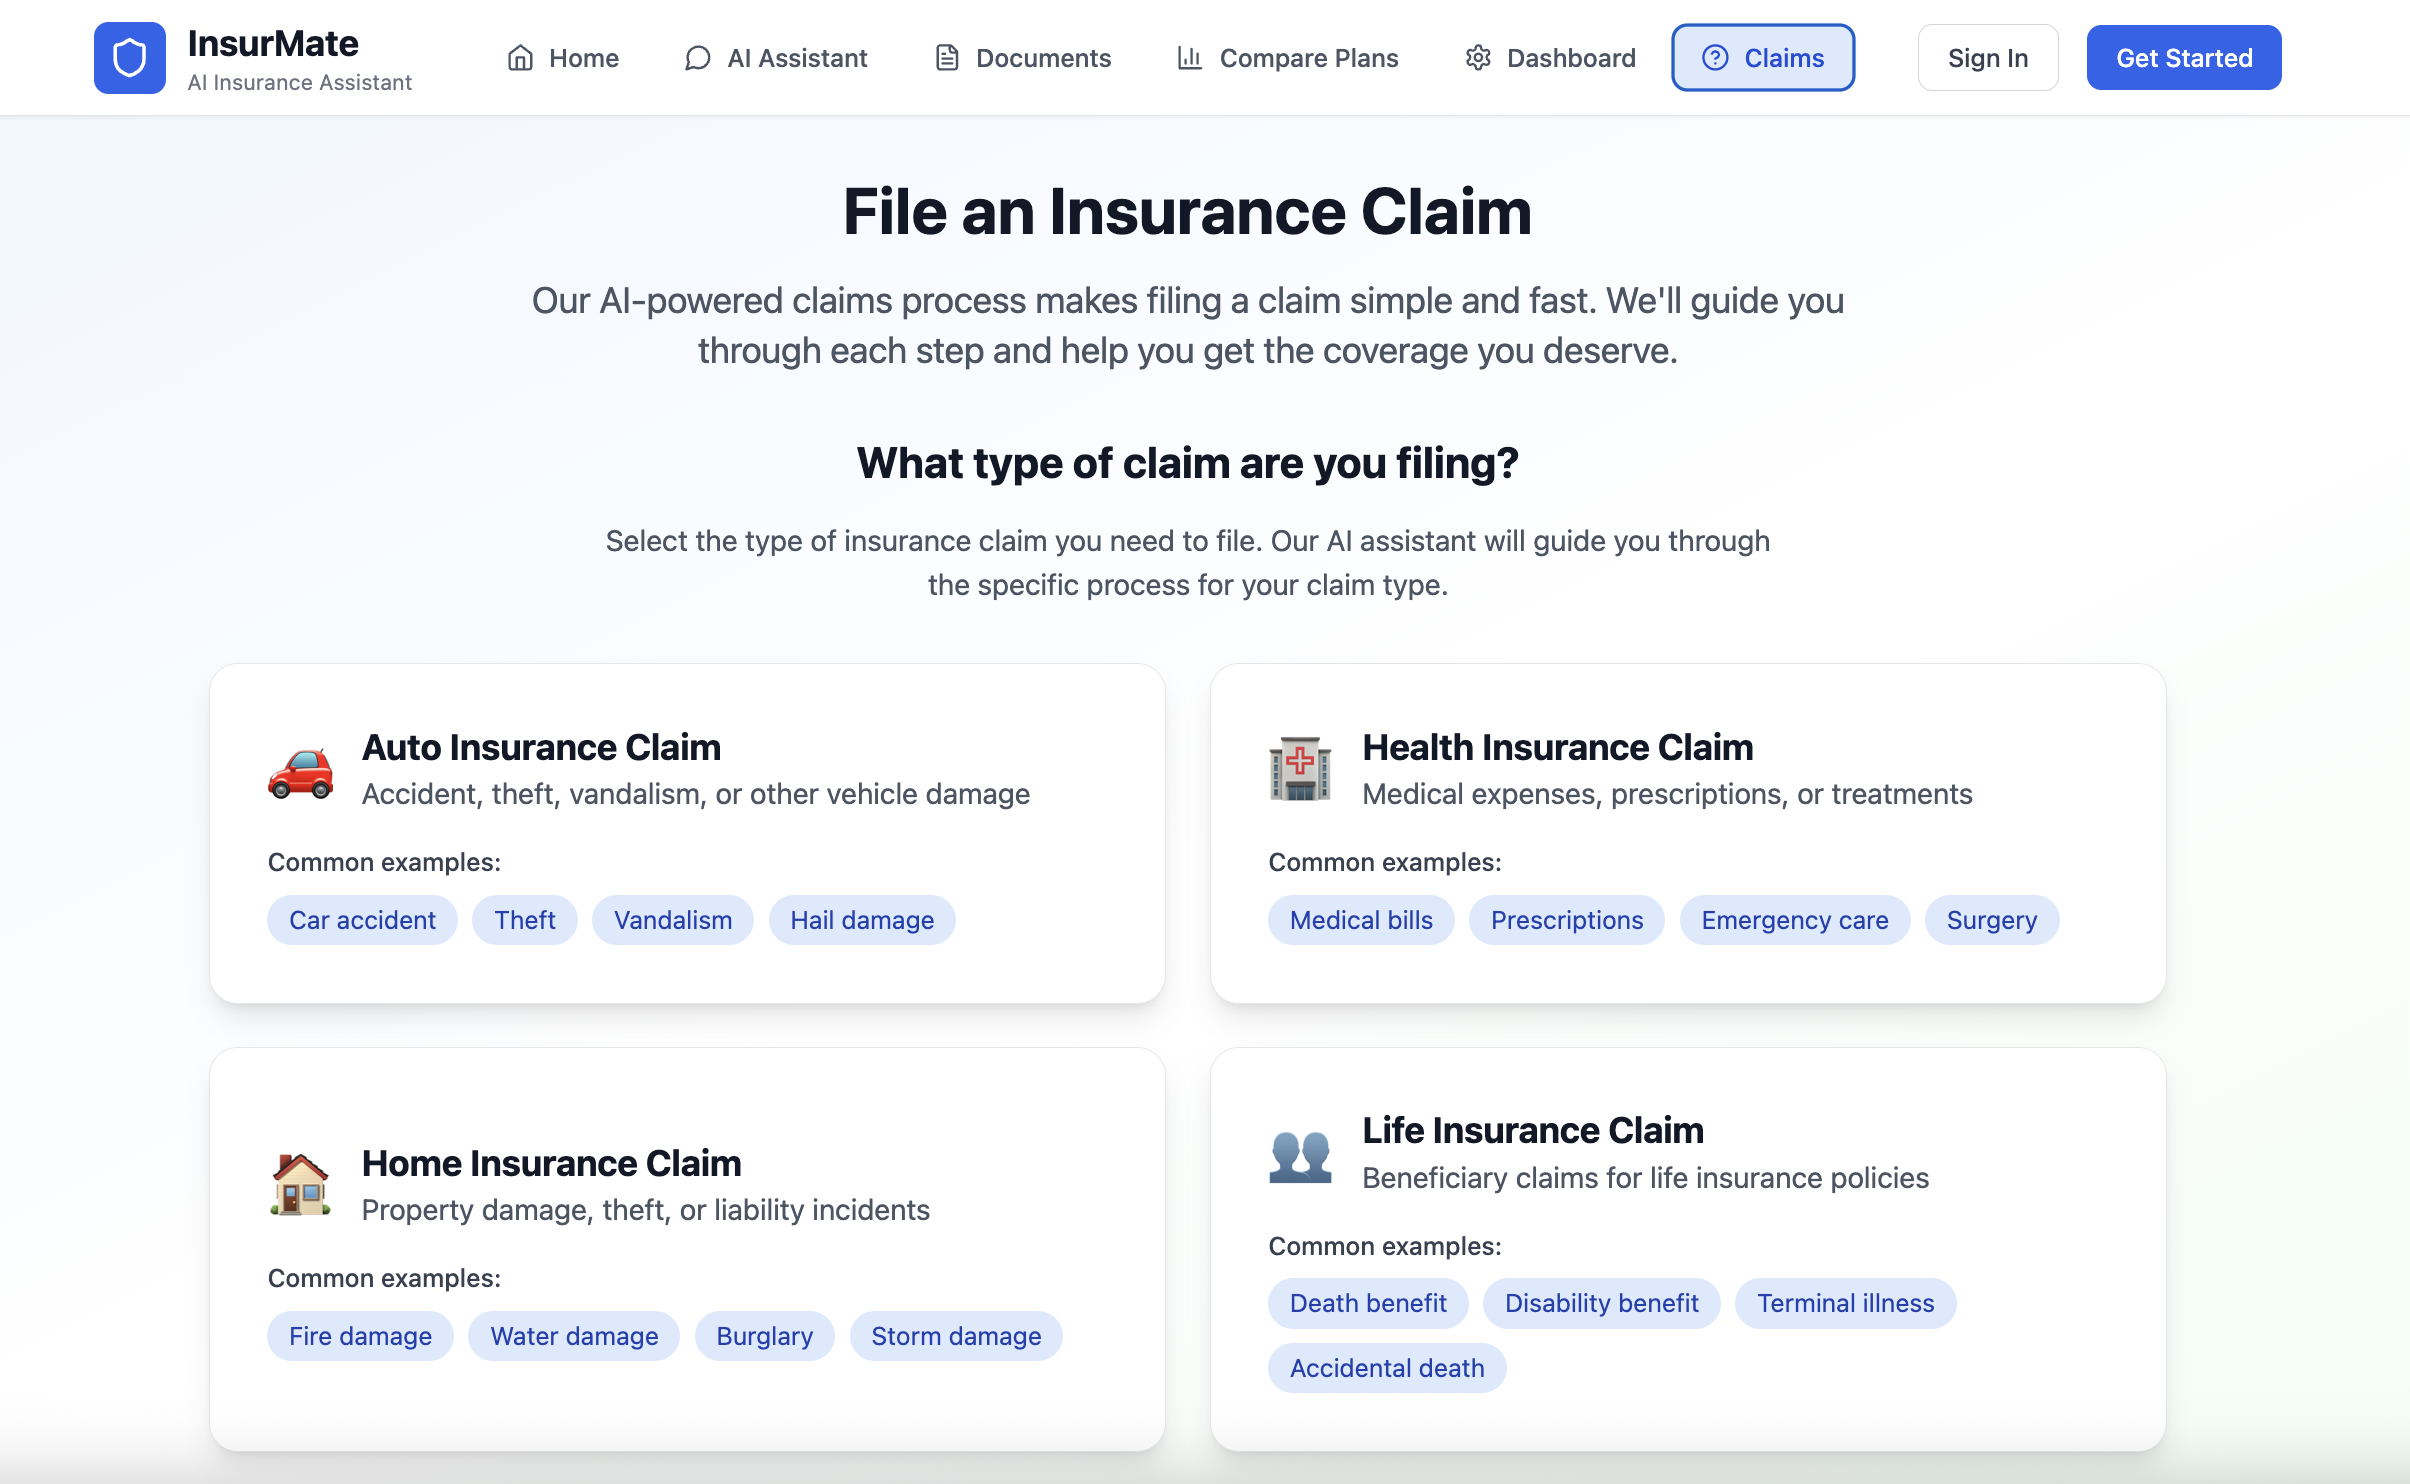 InsurMate
AI Insurance Assistant
Home
AI Assistant
Documents
Compare Plans
Dashboard
Claims
Sign In
Get Started
File an Insurance Claim
Our AI-powered claims process makes filing a claim simple and fast. We'll guide you
through each step and help you get the coverage you deserve.
What type of claim are you filing?
Select the type of insurance claim you need to file. Our AI assistant will guide you through
the specific process for your claim type.
Auto Insurance Claim
Accident, theft, vandalism, or other vehicle damage
Common examples:
Car accident
Theft
Vandalism
Hail damage
Health Insurance Claim
Medical expenses, prescriptions, or treatments
Common examples:
Medical bills
Prescriptions
Emergency care
Surgery
Home Insurance Claim
Property damage, theft, or liability incidents
Common examples:
Fire damage
Water damage
Burglary
Storm damage
Life Insurance Claim
Beneficiary claims for life insurance policies
Common examples:
Death benefit
Disability benefit
Terminal illness
Accidental death